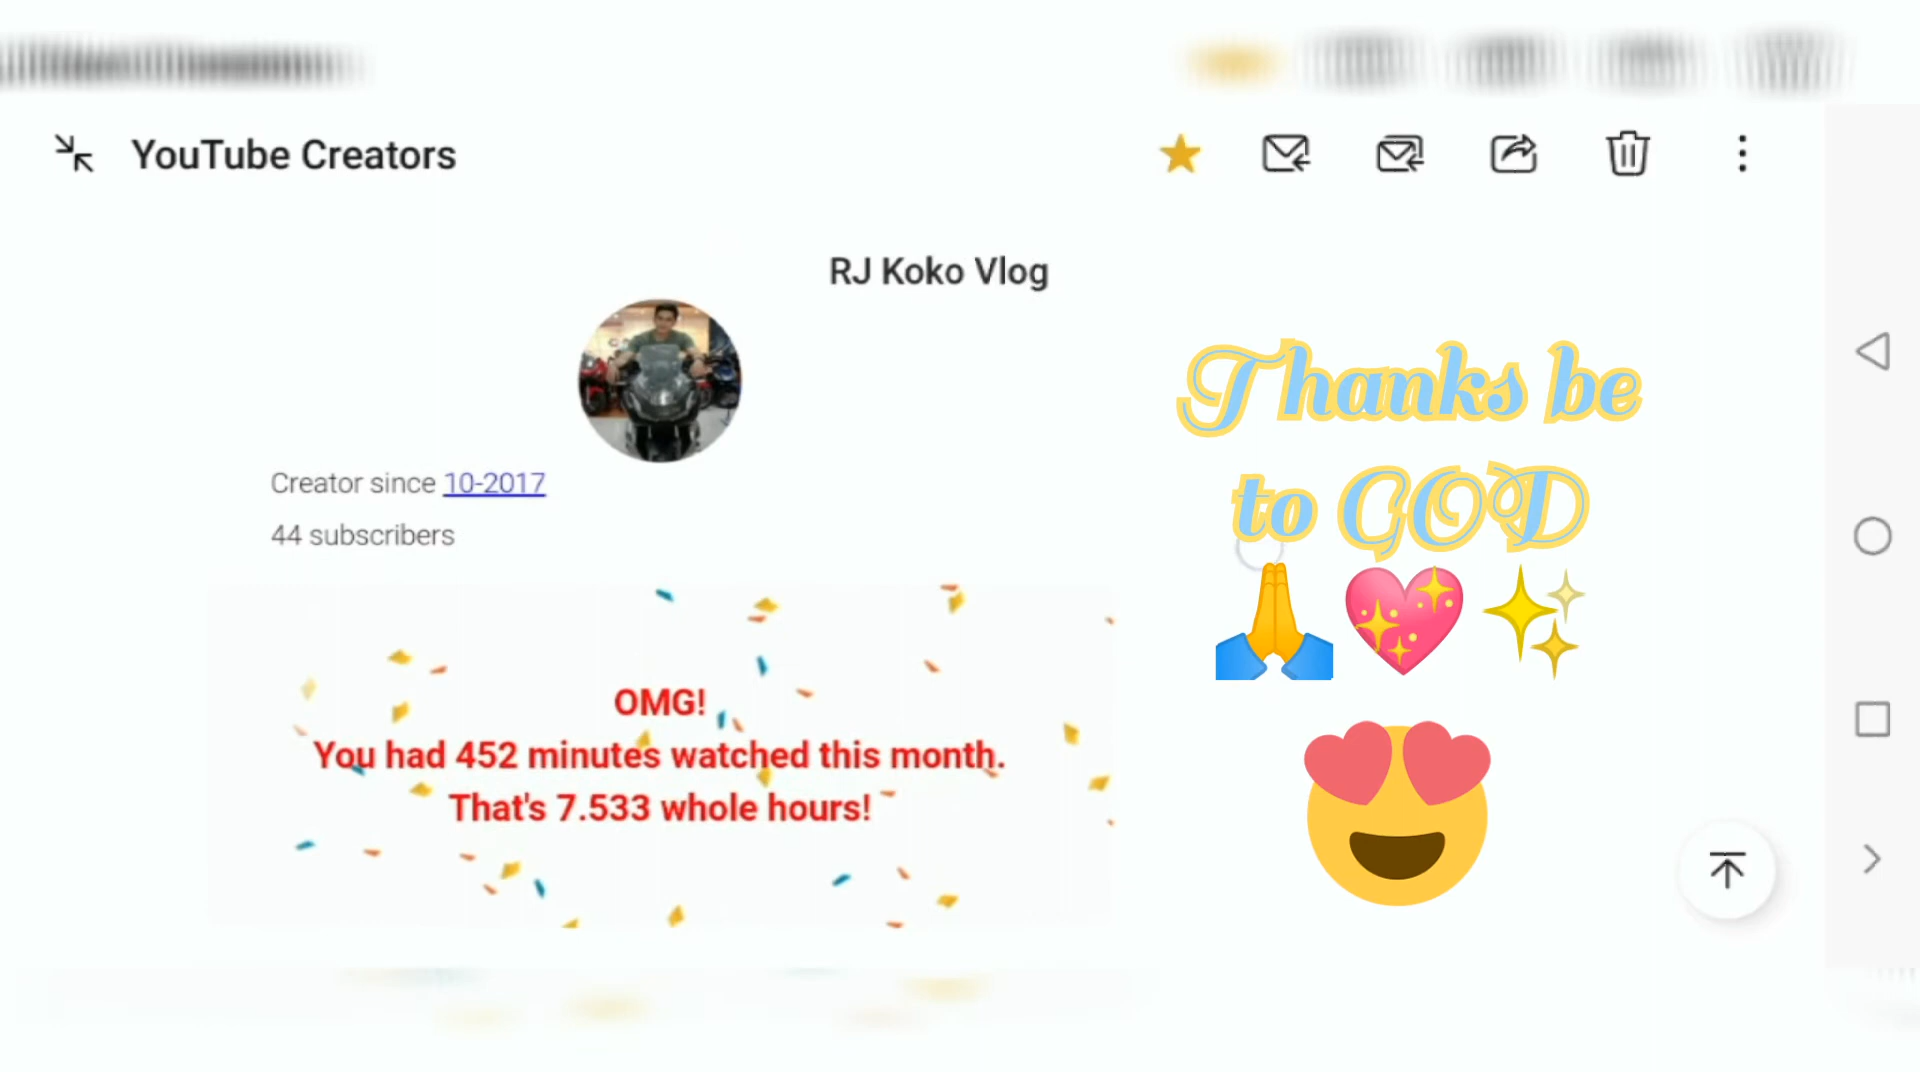 YouTube Creators
RJ Koko Vlog
Creator since 10-2017
44 subscribers
OMG!
You had 452 minutes watched this month.
That's 7.533 whole hours!
Thanks be
to GOD